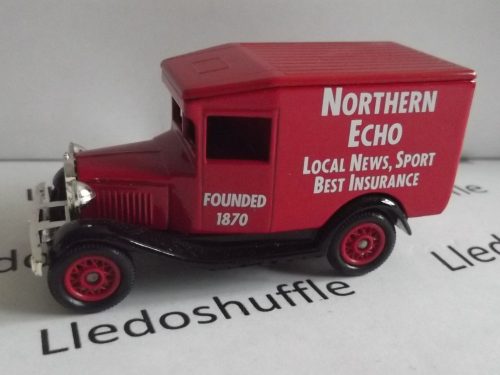 NORTHERN
ECHO
LOCAL NEWS, SPORT
BEST INSURANCE
FOUNDED
1870
Lledoshuffle